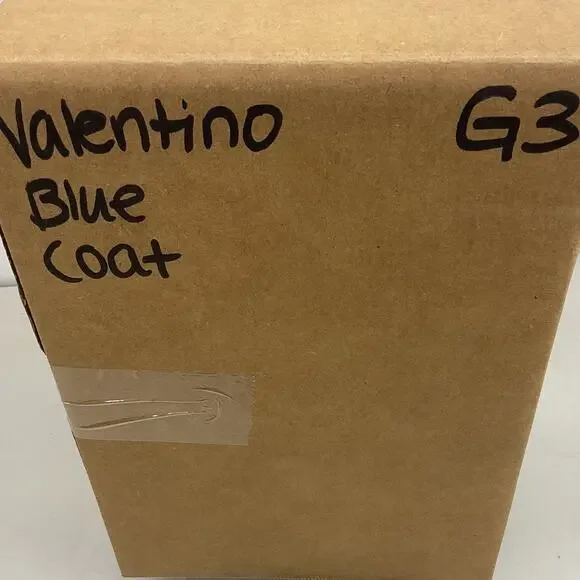 Valentino G3
Blue
Coat